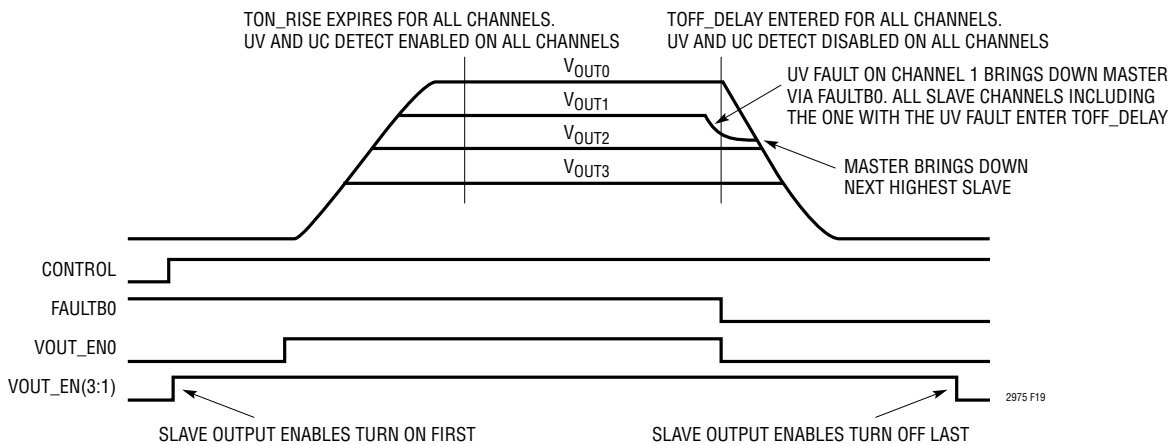 TON_RISE EXPIRES FOR ALL CHANNELS.
UV AND UC DETECT ENABLED ON ALL CHANNELS
TOFF_DELAY ENTERED FOR ALL CHANNELS.
UV AND UC DETECT DISABLED ON ALL CHANNELS
VOUT0
VOUT1
VOUT2
VOUT3
UV FAULT ON CHANNEL 1 BRINGS DOWN MASTER
VIA FAULTB0. ALL SLAVE CHANNELS INCLUDING
THE ONE WITH THE UV FAULT ENTER TOFF_DELAY
MASTER BRINGS DOWN
NEXT HIGHEST SLAVE
CONTROL
FAULTB0
VOUT_EN0
VOUT_EN(3:1)
2975 F19
SLAVE OUTPUT ENABLES TURN ON FIRST
SLAVE OUTPUT ENABLES TURN OFF LAST